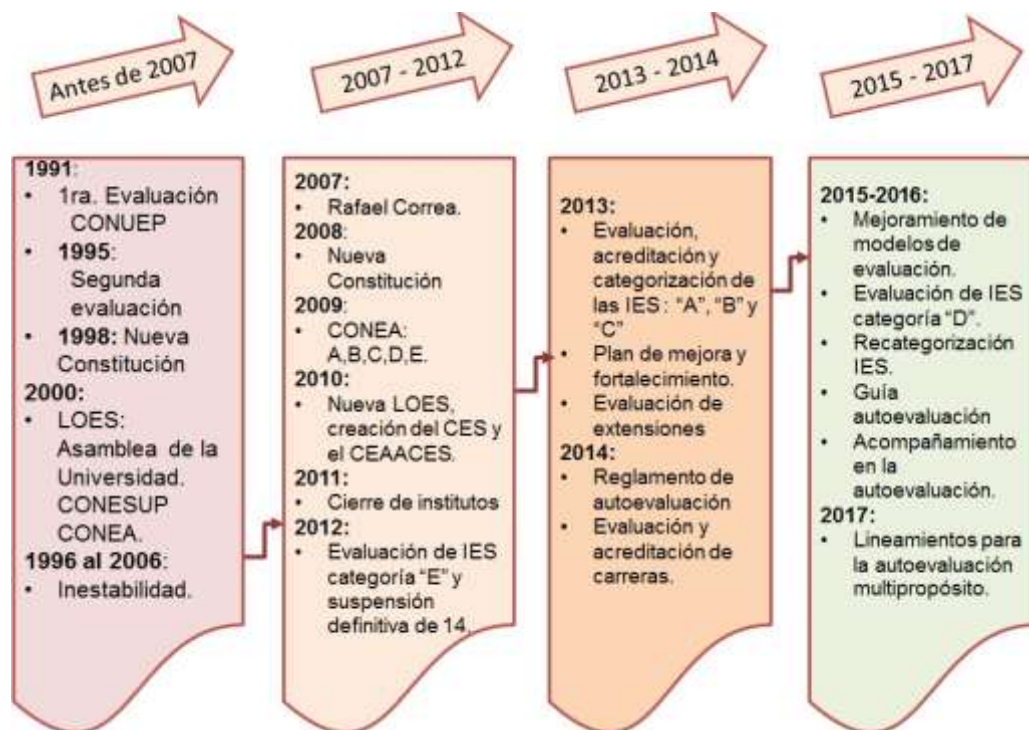 Antes de 2007
2007 - 2012
2013 - 2014
2015 - 2017
1991:
• 1ra. Evaluación
CONUEP
• 1995:
Segunda
evaluación
• 1998: Nueva
Constitución
2000:
• LOES:
Asamblea de la
Universidad.
CONESUP
CONEA.
1996 al 2006:
• Inestabilidad.
2007:
• Rafael Correa.
2008:
• Nueva
Constitución
2009:
• CONEA:
A,B,C,D,E.
2010:
• Nueva LOES,
creación del CES y
el CEAACES.
2011:
• Cierre de institutos
2012:
• Evaluación de IES
categoría “E” y
suspensión
definitiva de 14.
2013:
• Evaluación,
acreditación y
categorización de
las IES: “A”, “B” y
“C”
• Plan de mejora y
fortalecimiento.
• Evaluación de
extensiones
2014:
• Reglamento de
autoevaluación
• Evaluación y
acreditación de
carreras.
2015-2016:
• Mejoramiento de
modelos de
evaluación.
• Evaluación de IES
categoría “D”.
• Recategorización
IES.
• Guía
autoevaluación
• Acompañamiento
en la
autoevaluación.
2017:
• Lineamientos para
la autoevaluación
multipropósito.